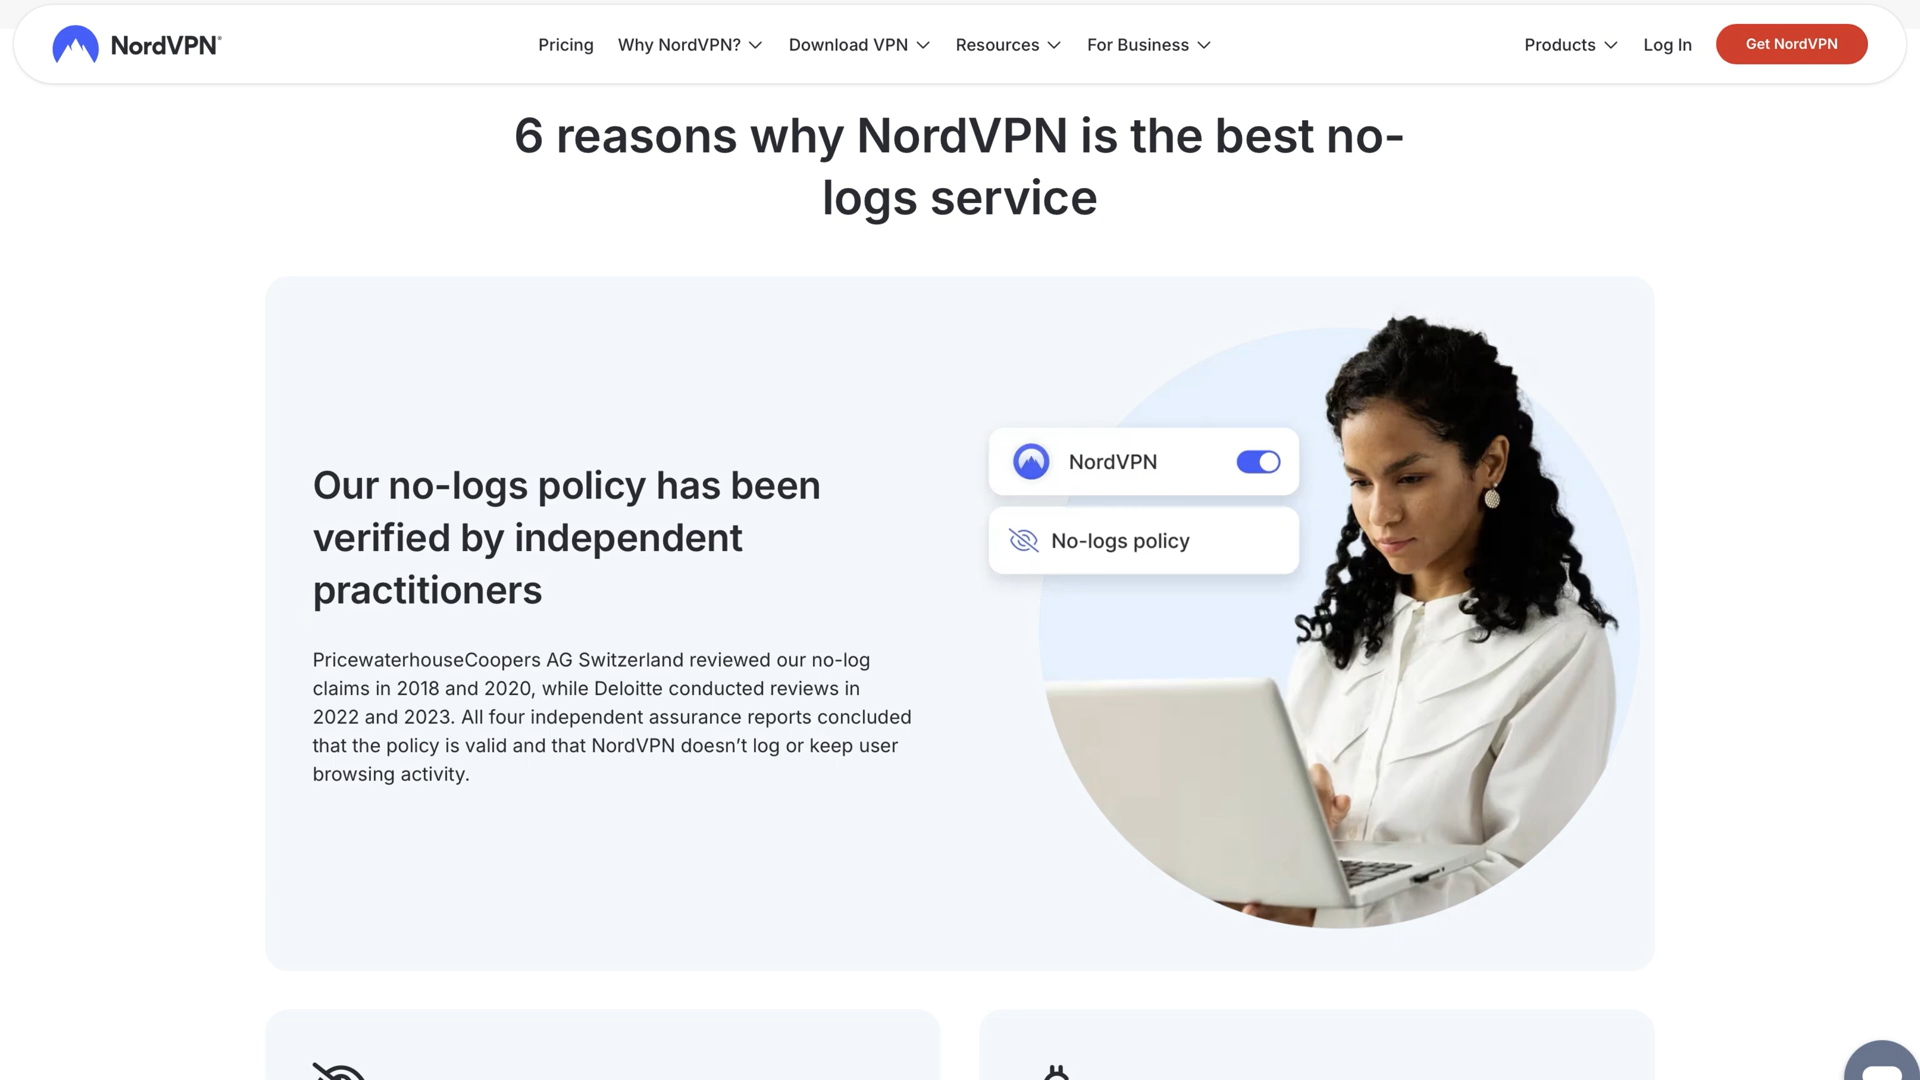 NordVPN®
Pricing
Why NordVPN?
Download VPN
Resources
For Business
Products
Log In
Get NordVPN
6 reasons why NordVPN is the best no-
logs service
Our no-logs policy has been
verified by independent
practitioners
PricewaterhouseCoopers AG Switzerland reviewed our no-log
claims in 2018 and 2020, while Deloitte conducted reviews in
2022 and 2023. All four independent assurance reports concluded
that the policy is valid and that NordVPN doesn’t log or keep user
browsing activity.
NordVPN
No-logs policy